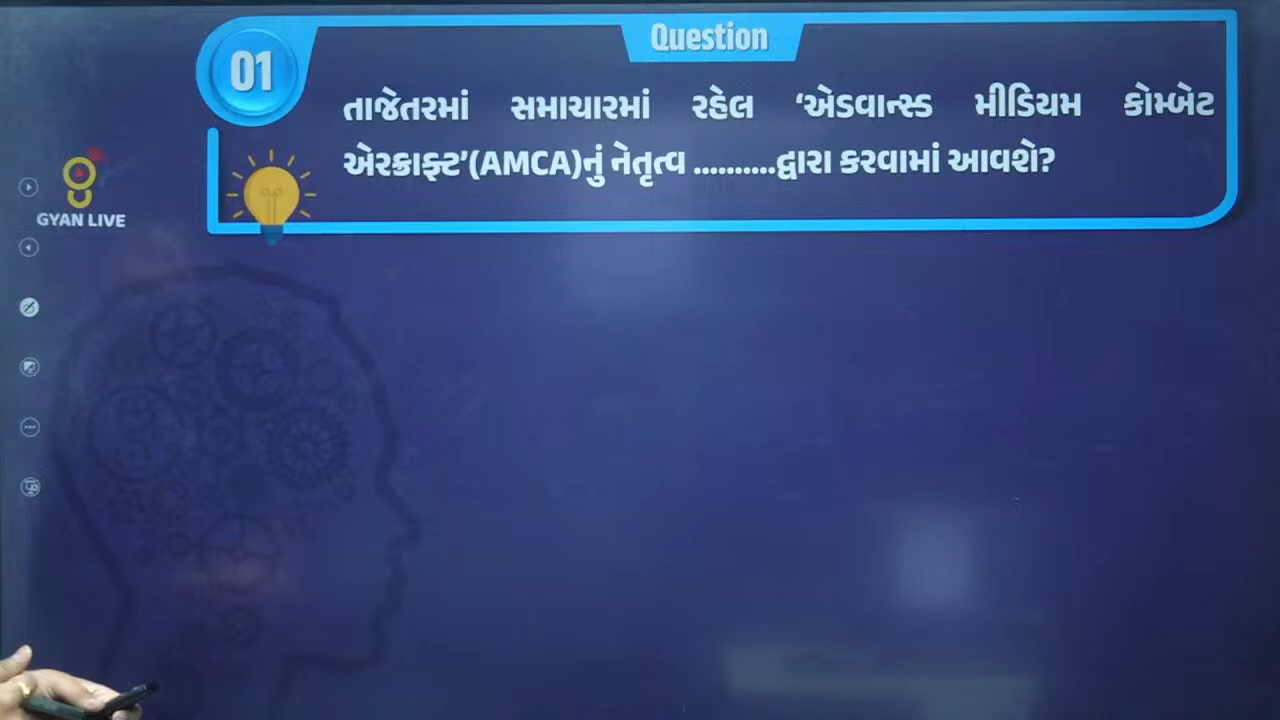 Question
01
તાજેતરમાં સમાચારમાં રહેલ ‘એડવાન્સ્ડ મીડિયમ કોમ્બેટ
એરક્રાફ્ટ’(AMCA)નું નેતૃત્વ ..........દ્વારા કરવામાં આવશે?
GYAN LIVE